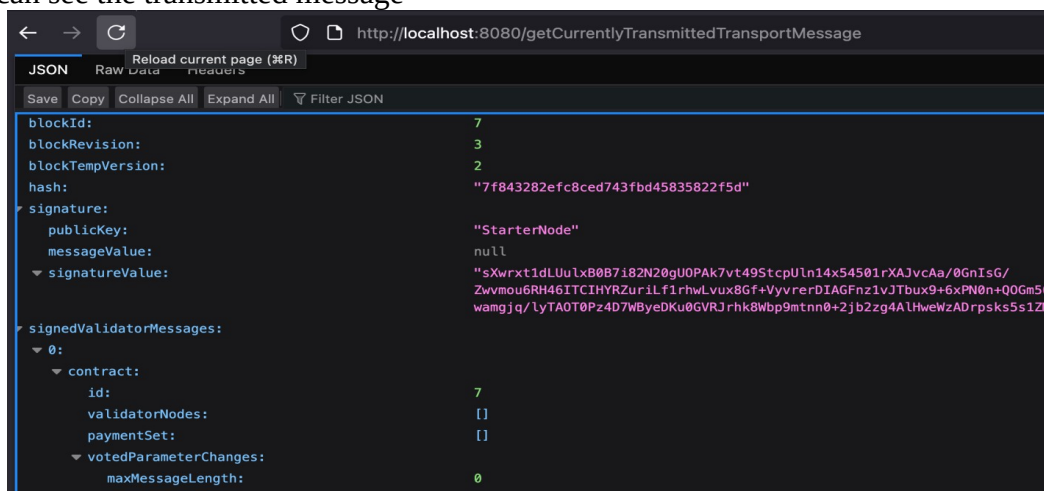 can see the transmitted message
http://localhost:8080/getCurrentlyTransmittedTransportMessage
Reload current page (⌘R)
JSON Raw Data Headers
Save Copy Collapse All Expand All Filter JSON
blockId: 7
blockRevision: 3
blockTempVersion: 2
hash: "7f843282efc8ced743fbd45835822f5d"
signature:
publicKey: "StarterNode"
messageValue: null
signatureValue: "sXwrxt1dLUulxB0B7i82N20gUOPAk7vt49StcpUln14x54501rXAJvcAa/0GnIsG/
Zwvmou6RH46ITCIHYRZuriLf1rhwLvux8Gf+VyvrerDIAGFnz1vJTbux9+6xPN0n+QOGm5
wamgjq/lyTAOT0Pz4D7WByeDKu0GVRJrhk8Wbp9mtnn0+2jb2zg4AlHweWzADrpsks5s1Z
signedValidatorMessages:
0:
contract:
id: 7
validatorNodes: []
paymentSet: []
votedParameterChanges:
maxMessageLength: 0